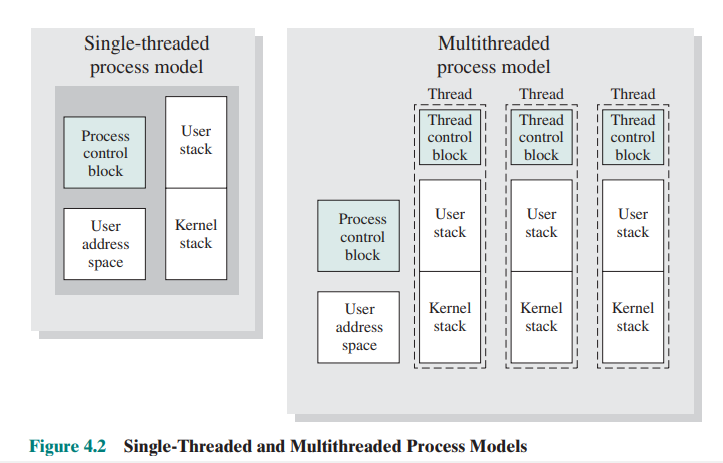 Single-threaded
process model
Process
control
block
User
stack
User
address
space
Kernel
stack
Multithreaded
process model
Thread
Thread
Thread
Thread
control
block
Thread
control
block
Thread
control
block
Process
control
block
User
stack
User
stack
User
stack
User
address
space
Kernel
stack
Kernel
stack
Kernel
stack
Figure 4.2 Single-Threaded and Multithreaded Process Models